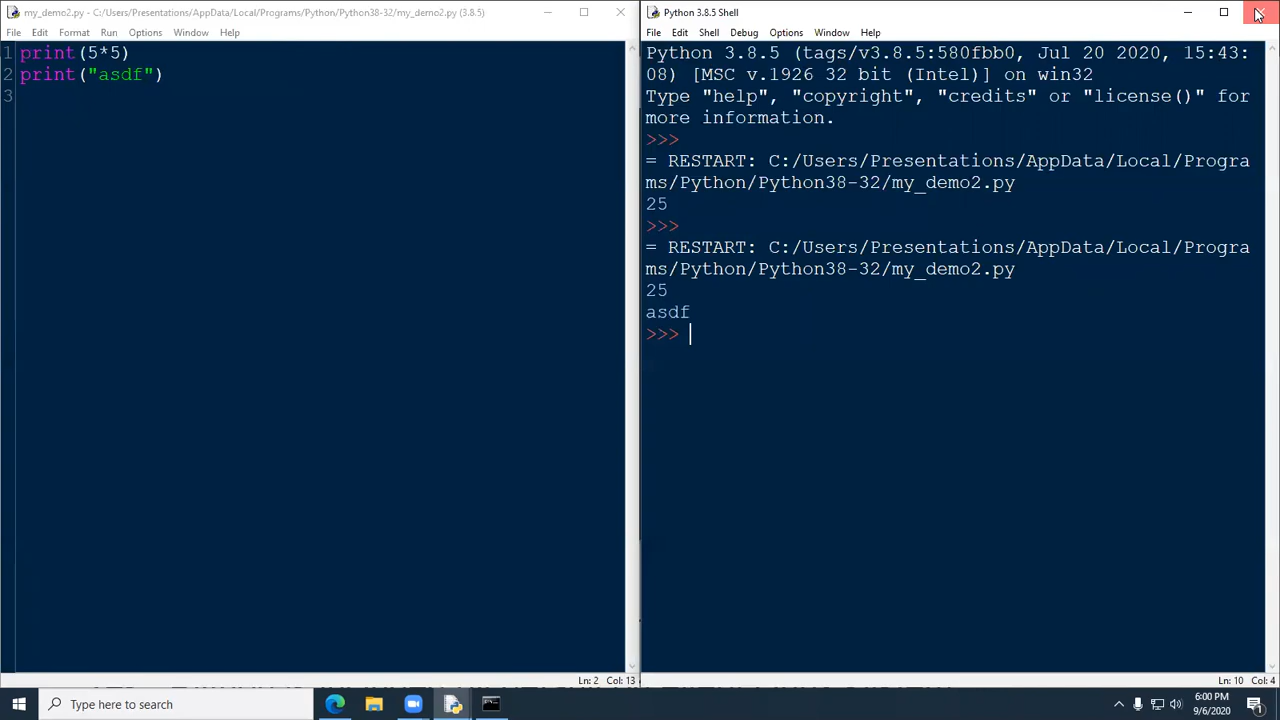 my_demo2.py - C:/Users/Presentations/AppData/Local/Programs/Python/Python38-32/my_demo2.py (3.8.5)
File Edit Format Run Options Window Help
1 print(5*5)
2 print("asdf")
3
Ln: 2 Col: 13
Python 3.8.5 Shell
File Edit Shell Debug Options Window Help
Python 3.8.5 (tags/v3.8.5:580fbb0, Jul 20 2020, 15:43:
08) [MSC v.1926 32 bit (Intel)] on win32
Type "help", "copyright", "credits" or "license()" for
more information.
>>>
= RESTART: C:/Users/Presentations/AppData/Local/Progra
ms/Python/Python38-32/my_demo2.py
25
>>>
= RESTART: C:/Users/Presentations/AppData/Local/Progra
ms/Python/Python38-32/my_demo2.py
25
asdf
>>>
Ln: 10 Col: 4
Type here to search
6:00 PM
9/6/2020
1